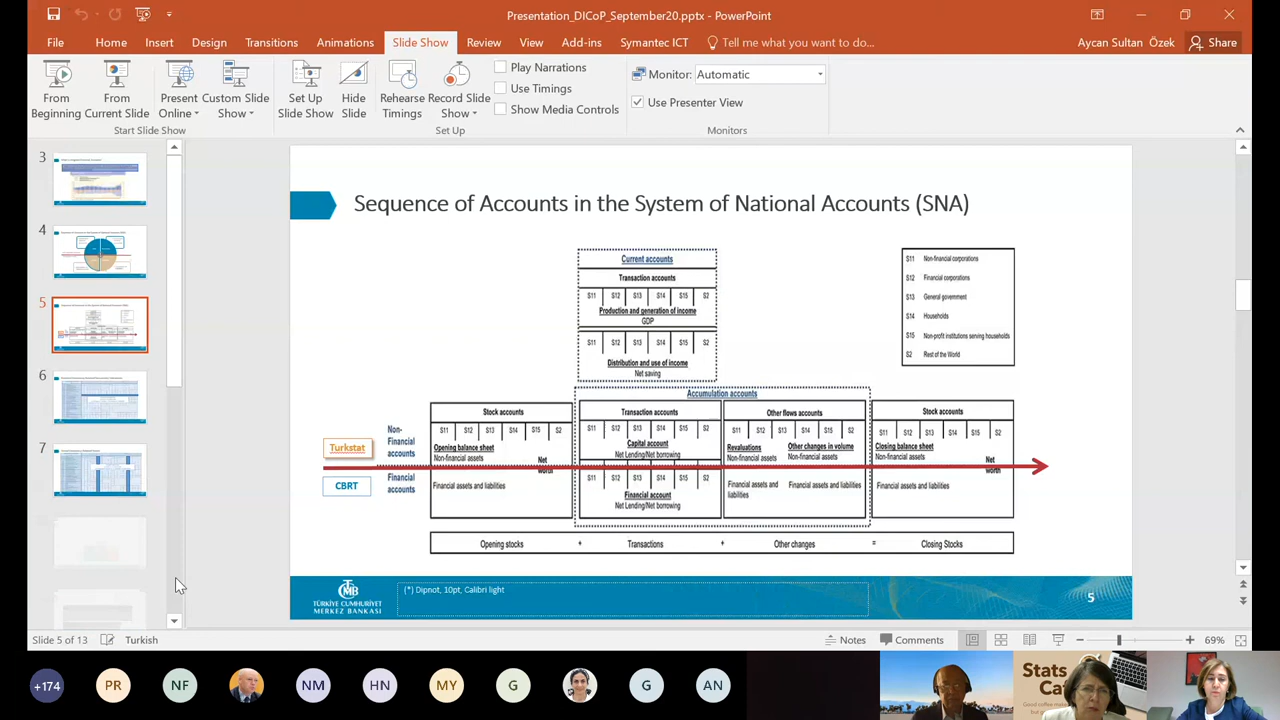 Presentation_DICoP_September20.pptx - PowerPoint
File Home Insert Design Transitions Animations Slide Show Review View Add-ins Symantec ICT Tell me what you want to do... Aycan Sultan Özek Share
From Beginning
From Current Slide
Present Online
Custom Slide Show
Start Slide Show
Set Up Slide Show
Hide Slide
Rehearse Timings
Record Slide Show
Play Narrations
Use Timings
Show Media Controls
Set Up
Monitor: Automatic
Use Presenter View
Monitors
3
4
5
6
7
Sequence of Accounts in the System of National Accounts (SNA)
Current accounts
Transaction accounts
S11 S12 S13 S14 S15 S2
Production and generation of income
GDP
S11 S12 S13 S14 S15 S2
Distribution and use of income
Net saving
S11 Non-financial corporations
S12 Financial corporations
S13 General government
S14 Households
S15 Non-profit institutions serving households
S2 Rest of the World
Accumulation accounts
Turkstat
Non-Financial accounts
CBRT
Financial accounts
Stock accounts
S11 S12 S13 S14 S15 S2
Opening balance sheet
Non-financial assets
Net worth
Financial assets and liabilities
Transaction accounts
S11 S12 S13 S14 S15 S2
Capital account
Net Lending/Net borrowing
S11 S12 S13 S14 S15 S2
Financial account
Net Lending/Net borrowing
Other flows accounts
S11 S12 S13 S14 S15 S2
Revaluations
Non-financial assets
Other changes in volume
Non-financial assets
Financial assets and liabilities
Financial assets and liabilities
Stock accounts
S11 S12 S13 S14 S15 S2
Closing balance sheet
Non-financial assets
Net worth
Financial assets and liabilities
Opening stocks + Transactions + Other changes = Closing Stocks
TÜRKİYE CUMHURİYET
MERKEZ BANKASI
(*) Dipnot, 10pt, Calibri light
5
Slide 5 of 13 Turkish Notes Comments 69%
+174 PR NF NM HN MY G G AN
Stats